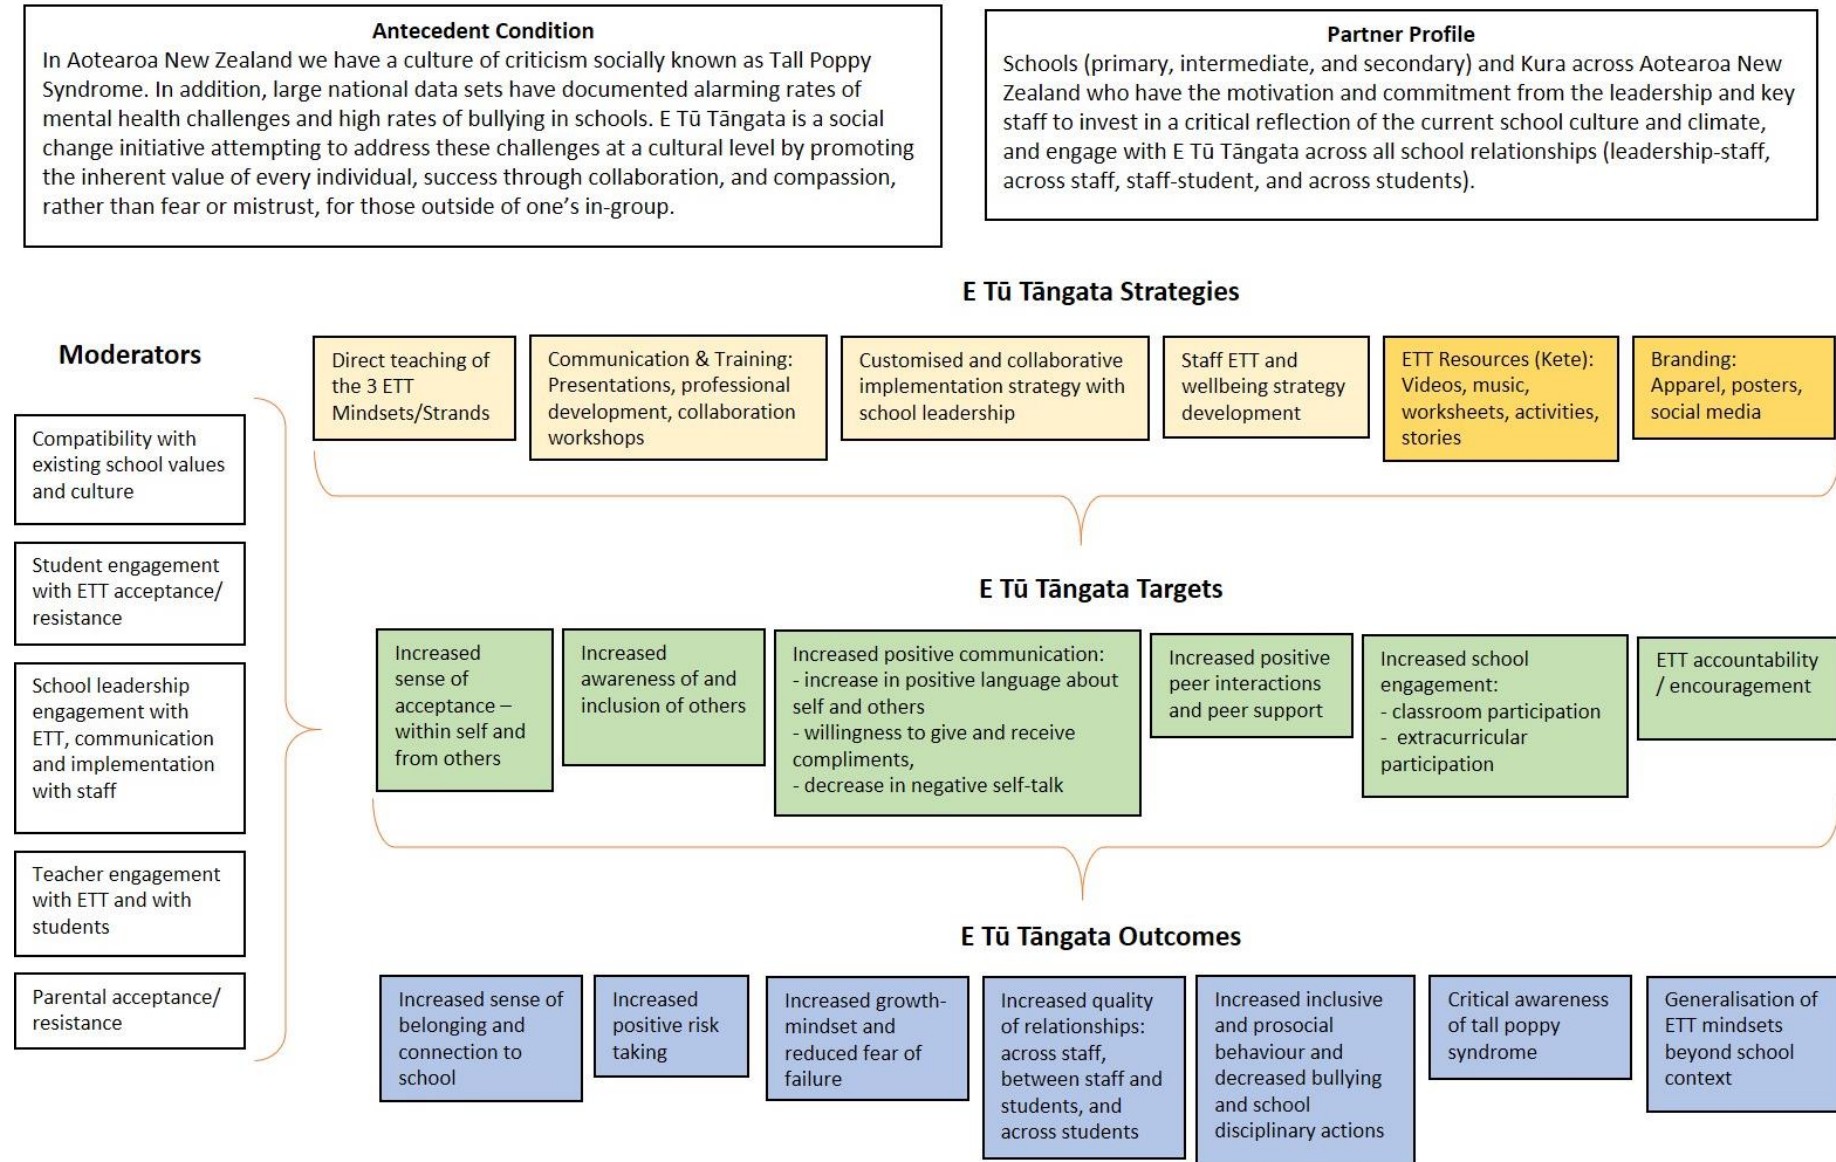 Antecedent Condition
In Aotearoa New Zealand we have a culture of criticism socially known as Tall Poppy
Syndrome. In addition, large national data sets have documented alarming rates of
mental health challenges and high rates of bullying in schools. E Tū Tāngata is a social
change initiative attempting to address these challenges at a cultural level by promoting
the inherent value of every individual, success through collaboration, and compassion,
rather than fear or mistrust, for those outside of one's in-group.
Partner Profile
Schools (primary, intermediate, and secondary) and Kura across Aotearoa New
Zealand who have the motivation and commitment from the leadership and key
staff to invest in a critical reflection of the current school culture and climate,
and engage with E Tū Tāngata across all school relationships (leadership-staff,
across staff, staff-student, and across students).
Moderators
Compatibility with
existing school values
and culture
Student engagement
with ETT acceptance/
resistance
School leadership
engagement with
ETT, communication
and implementation
with staff
Teacher engagement
with ETT and with
students
Parental acceptance/
resistance
E Tū Tāngata Strategies
Direct teaching of
the 3 ETT
Mindsets/Strands
Communication & Training:
Presentations, professional
development, collaboration
workshops
Customised and collaborative
implementation strategy with
school leadership
Staff ETT and
wellbeing strategy
development
ETT Resources (Kete):
Videos, music,
worksheets, activities,
stories
Branding:
Apparel, posters,
social media
E Tū Tāngata Targets
Increased
sense of
acceptance –
within self and
from others
Increased
awareness of and
inclusion of others
Increased positive communication:
- increase in positive language about
self and others
- willingness to give and receive
compliments,
- decrease in negative self-talk
Increased positive
peer interactions
and peer support
Increased school
engagement:
- classroom participation
- extracurricular
participation
ETT accountability
/ encouragement
E Tū Tāngata Outcomes
Increased sense of
belonging and
connection to
school
Increased
positive risk
taking
Increased growth-
mindset and
reduced fear of
failure
Increased quality
of relationships:
across staff,
between staff and
students, and
across students
Increased inclusive
and prosocial
behaviour and
decreased bullying
and school
disciplinary actions
Critical awareness
of tall poppy
syndrome
Generalisation of
ETT mindsets
beyond school
context